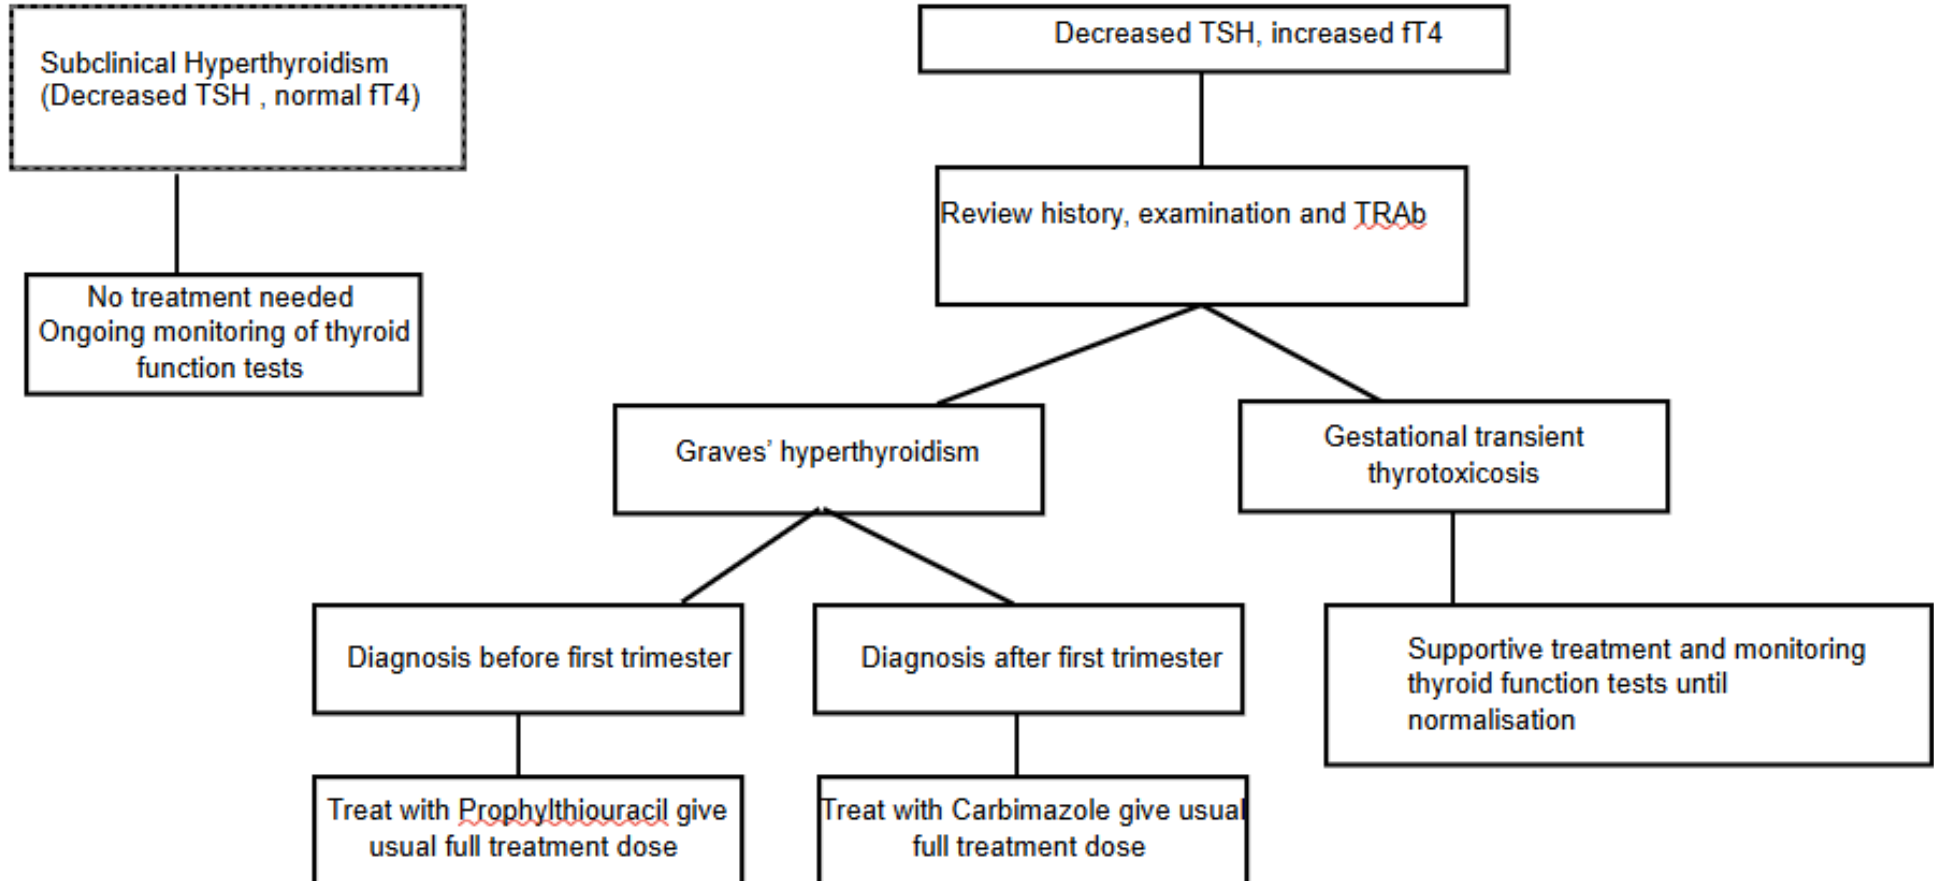 Subclinical Hyperthyroidism
(Decreased TSH , normal fT4)
No treatment needed
Ongoing monitoring of thyroid
function tests
Decreased TSH, increased fT4
Review history, examination and TRAb
Graves’ hyperthyroidism
Gestational transient
thyrotoxicosis
Diagnosis before first trimester
Diagnosis after first trimester
Supportive treatment and monitoring
thyroid function tests until
normalisation
Treat with Prophylthiouracil give
usual full treatment dose
Treat with Carbimazole give usual
full treatment dose